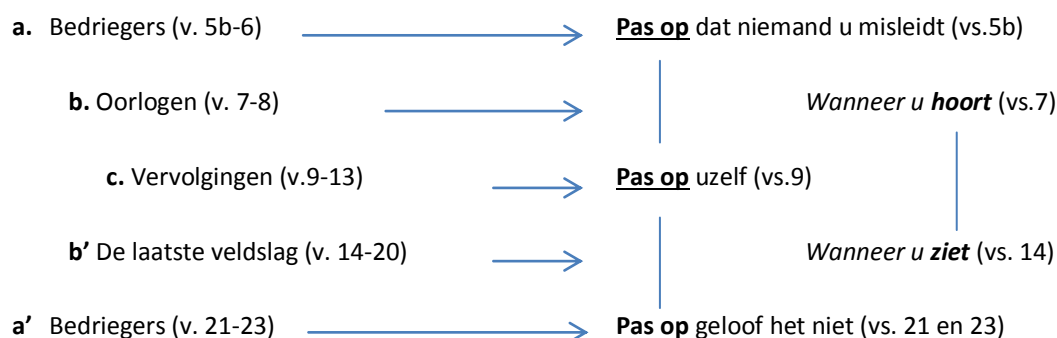 a. Bedriegers (v. 5b-6) Pas op dat niemand u misleidt (vs.5b)
b. Oorlogen (v. 7-8) Wanneer u hoort (vs.7)
c. Vervolgingen (v.9-13) Pas op uzelf (vs.9)
b’ De laatste veldslag (v. 14-20) Wanneer u ziet (vs. 14)
a’ Bedriegers (v. 21-23) Pas op geloof het niet (vs. 21 en 23)